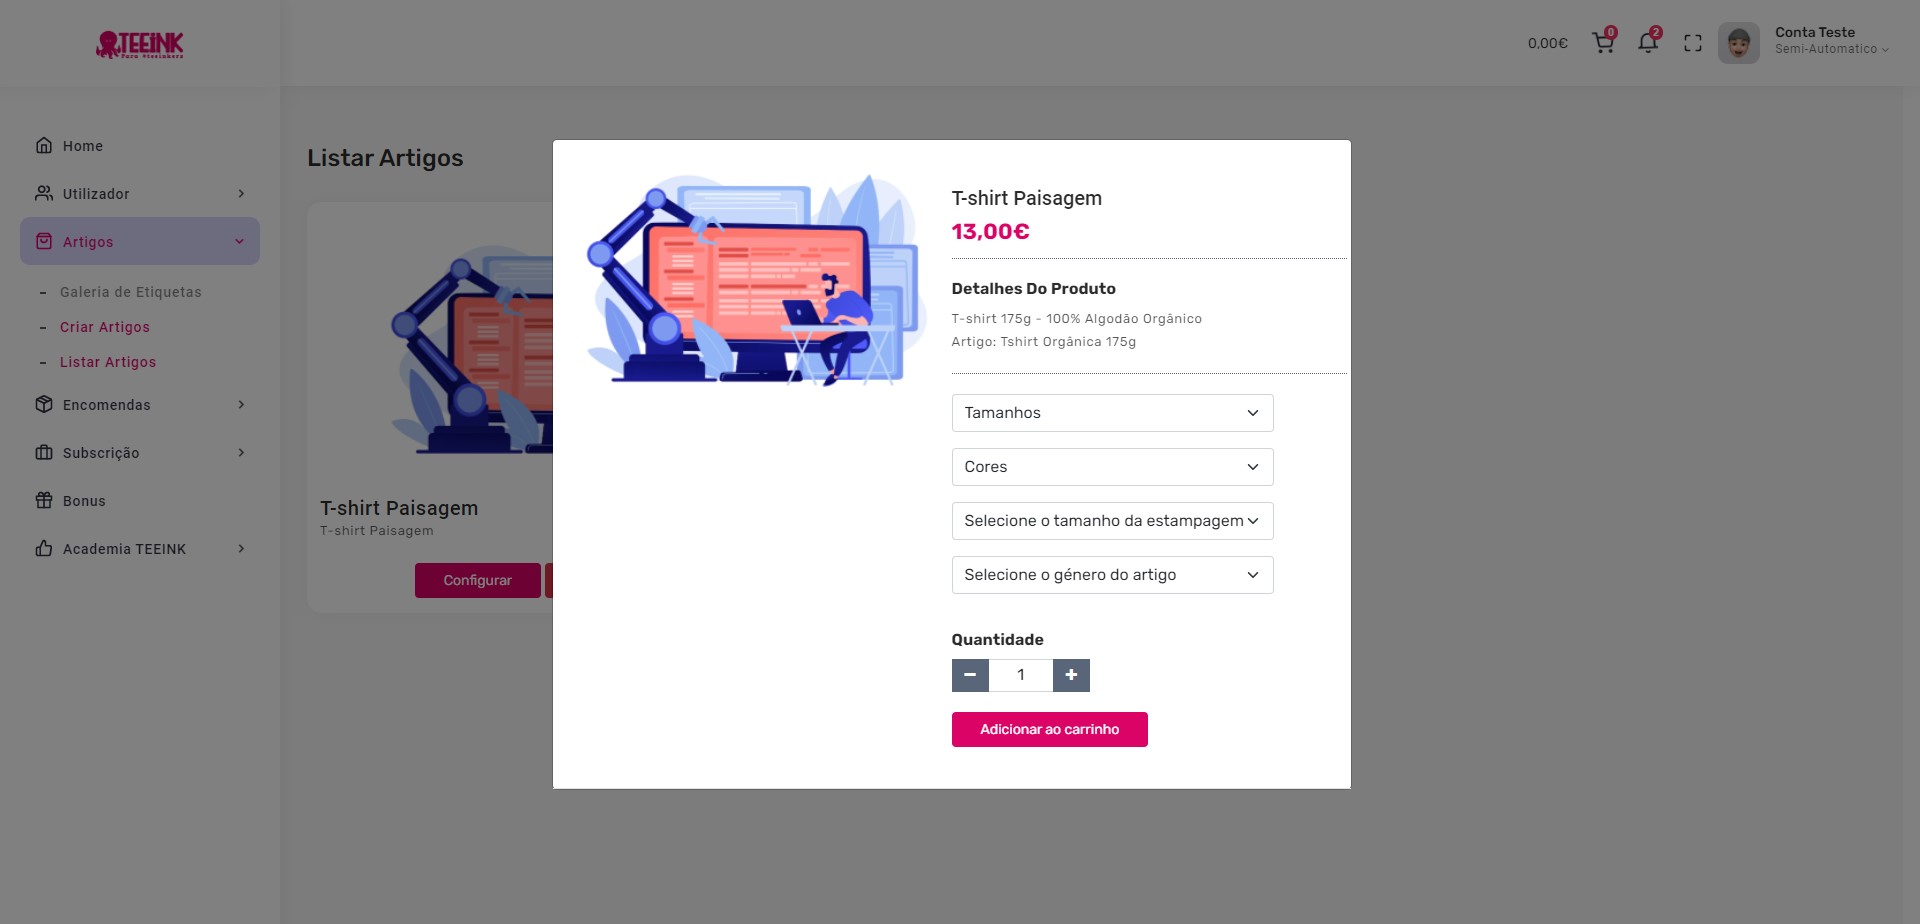 TEEINK
0,00€
0
2
Conta Teste
Semi-Automatico
Home
Utilizador
Artigos
Galeria de Etiquetas
Criar Artigos
Listar Artigos
Encomendas
Subscrição
Bonus
Academia TEEINK
Listar Artigos
T-shirt Paisagem
T-shirt Paisagem
Configurar
T-shirt Paisagem
13,00€
Detalhes Do Produto
T-shirt 175g - 100% Algodão Orgânico
Artigo: Tshirt Orgânica 175g
Tamanhos
Cores
Selecione o tamanho da estampagem
Selecione o género do artigo
Quantidade
1
Adicionar ao carrinho